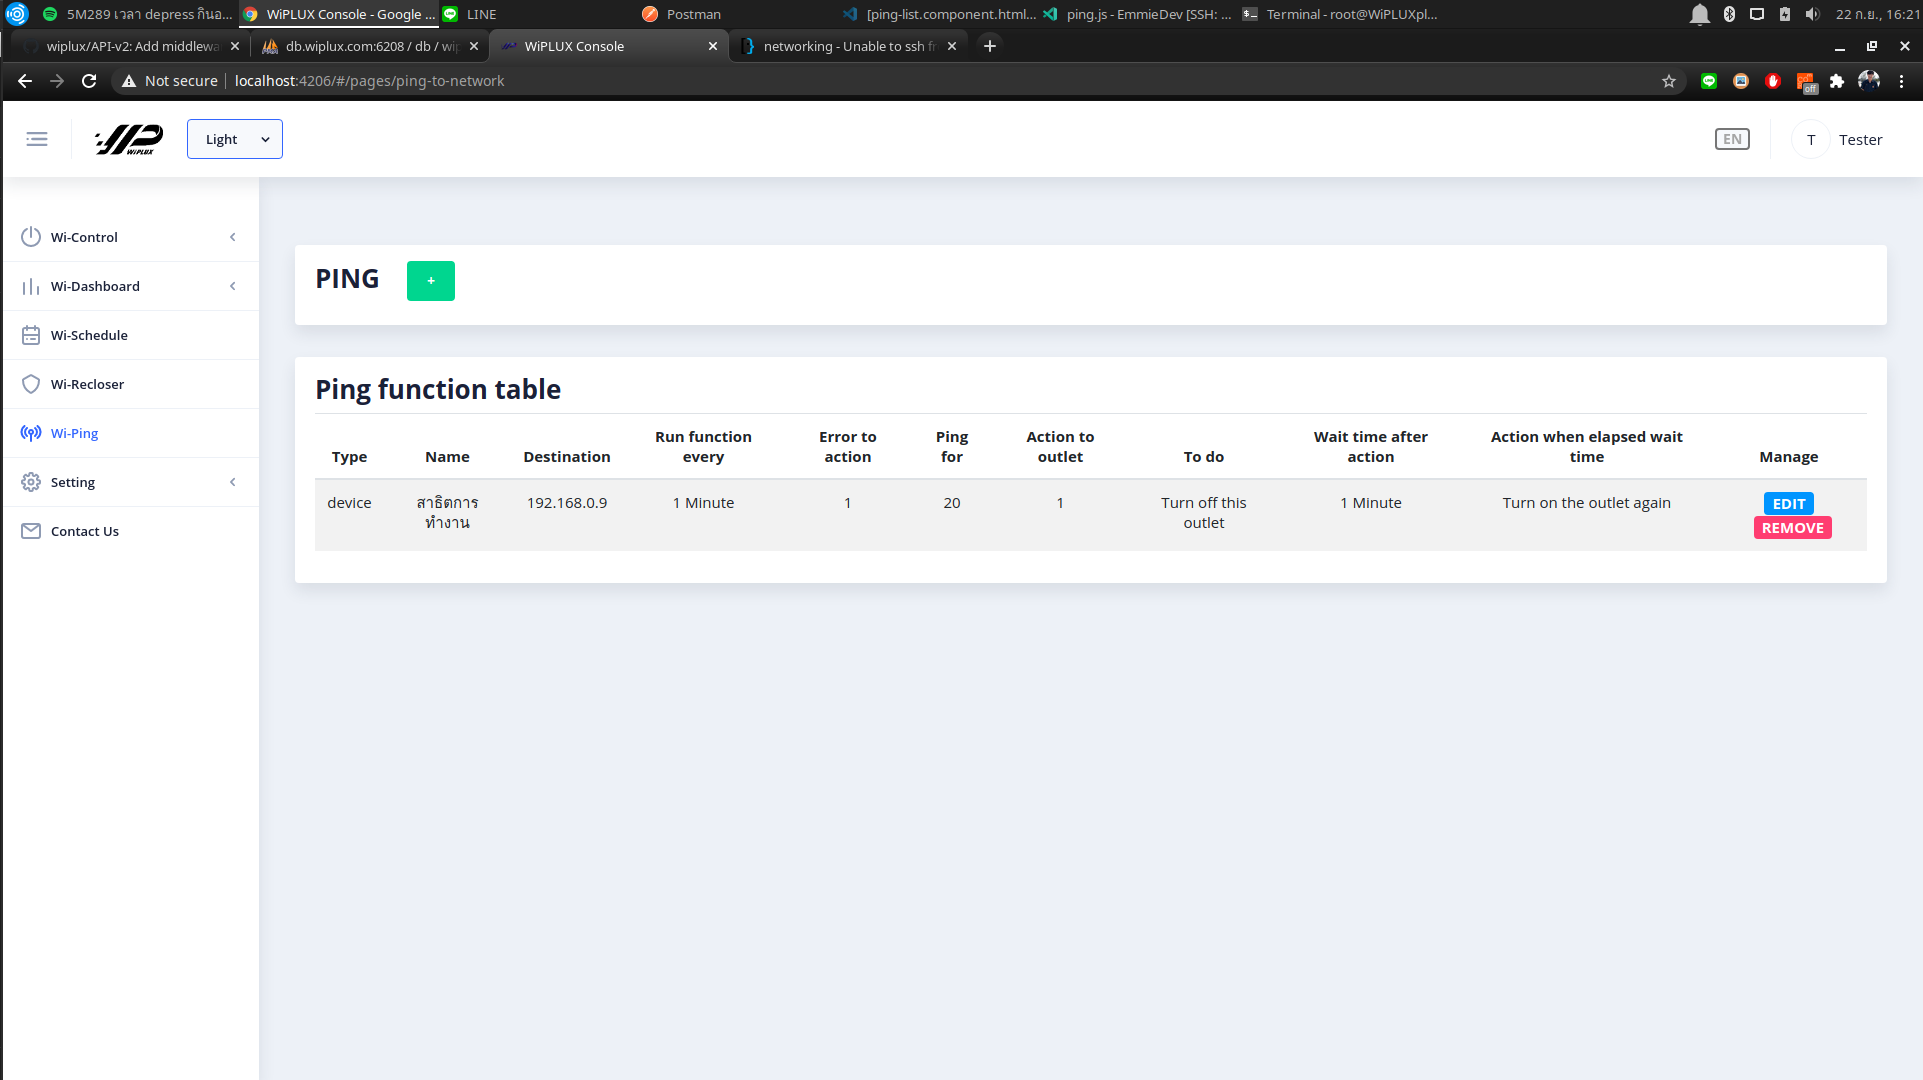 5M289 เวลา depress กินอ...
WiPLUX Console - Google ...
LINE
Postman
[ping-list.component.html...
ping.js - EmmieDev [SSH: ...
Terminal - root@WiPLUXpl...
22 ก.ย., 16:21
wiplux/API-v2: Add middlewa
db.wiplux.com:6208 / db / wip
WiPLUX Console
networking - Unable to ssh fr
Not secure
localhost:4206/#/pages/ping-to-network
off
WiPLUX
Light
EN
T
Tester
Wi-Control
Wi-Dashboard
Wi-Schedule
Wi-Recloser
Wi-Ping
Setting
Contact Us
PING
+
Ping function table
Type
Name
Destination
Run function
every
Error to
action
Ping
for
Action to
outlet
To do
Wait time after
action
Action when elapsed wait
time
Manage
device
สาธิตการ
ทำงาน
192.168.0.9
1 Minute
1
20
1
Turn off this
outlet
1 Minute
Turn on the outlet again
EDIT
REMOVE